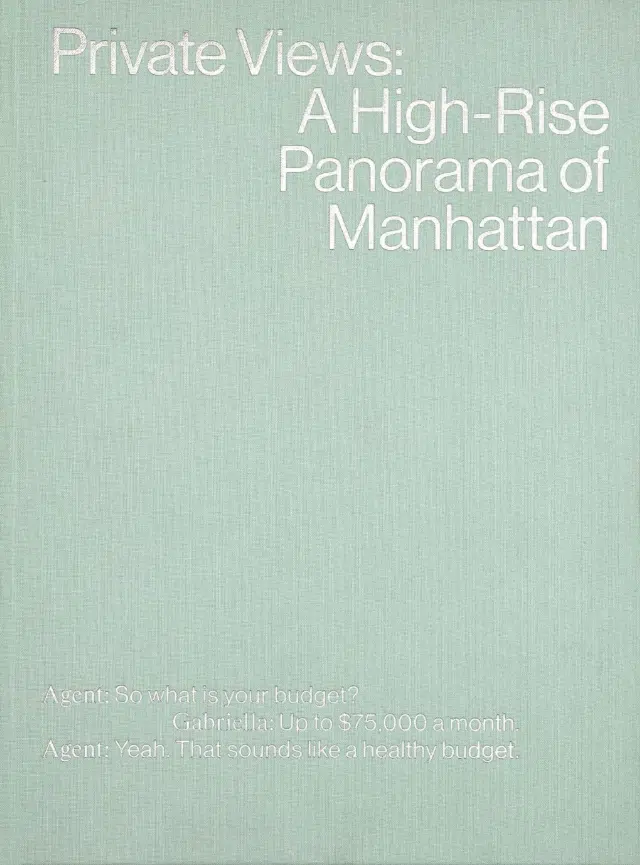 Private Views:
A High-Rise
Panorama of
Manhattan
Agent: So what is your budget?
Gabriella: Up to $75,000 a month.
Agent: Yeah. That sounds like a healthy budget.